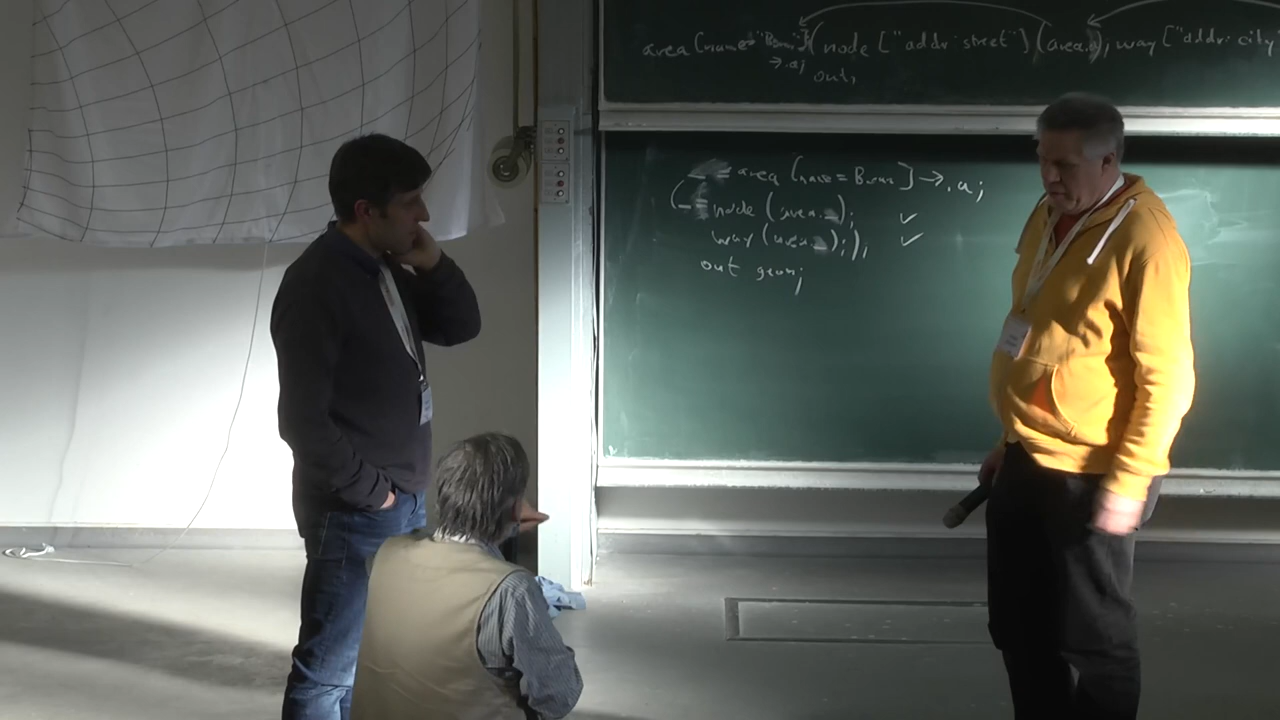 area [name="Bonn"]( node ["addr:street"] (area.a); way ["addr:city
→.a;
out;
area [name = Bonn] →.a;
( node (area._);
way (area._););
out geom;